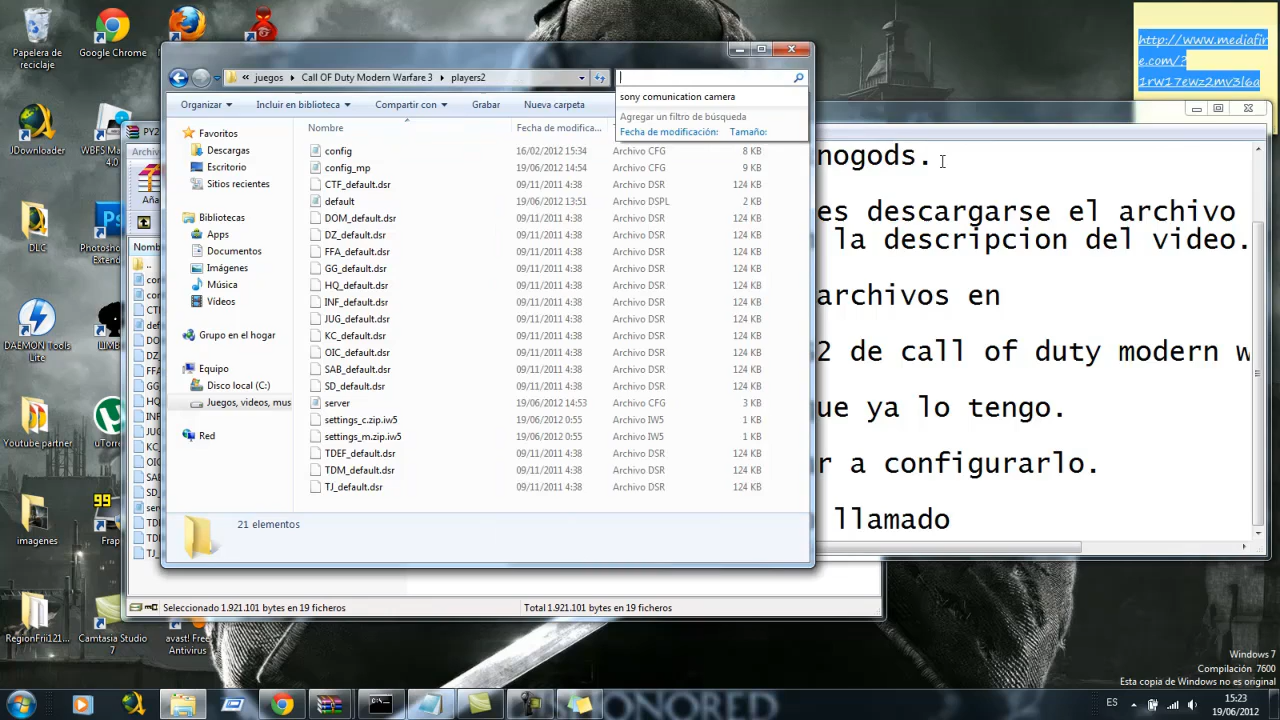 Papelera de
reciclaje
Google Chrome
http://www.mediafir
e.com/?
1rw17ewz2mv3l6a
« juegos ▸ Call OF Duty Modern Warfare 3 ▸ players2
sony comunication camera
Agregar un filtro de búsqueda
Fecha de modificación: Tamaño:
Organizar Incluir en biblioteca Compartir con Grabar Nueva carpeta
Nombre Fecha de modifica...
Favoritos
Descargas
Escritorio
Sitios recientes
Bibliotecas
Apps
Documentos
Imágenes
Música
Vídeos
Grupo en el hogar
Equipo
Disco local (C:)
Juegos, videos, mus
Red
config 16/02/2012 15:34 Archivo CFG 8 KB
config_mp 19/06/2012 14:54 Archivo CFG 9 KB
CTF_default.dsr 09/11/2011 4:38 Archivo DSR 124 KB
default 19/06/2012 13:51 Archivo DSPL 2 KB
DOM_default.dsr 09/11/2011 4:38 Archivo DSR 124 KB
DZ_default.dsr 09/11/2011 4:38 Archivo DSR 124 KB
FFA_default.dsr 09/11/2011 4:38 Archivo DSR 124 KB
GG_default.dsr 09/11/2011 4:38 Archivo DSR 124 KB
HQ_default.dsr 09/11/2011 4:38 Archivo DSR 124 KB
INF_default.dsr 09/11/2011 4:38 Archivo DSR 124 KB
JUG_default.dsr 09/11/2011 4:38 Archivo DSR 124 KB
KC_default.dsr 09/11/2011 4:38 Archivo DSR 124 KB
OIC_default.dsr 09/11/2011 4:38 Archivo DSR 124 KB
SAB_default.dsr 09/11/2011 4:38 Archivo DSR 124 KB
SD_default.dsr 09/11/2011 4:38 Archivo DSR 124 KB
server 19/06/2012 14:53 Archivo CFG 3 KB
settings_c.zip.iw5 19/06/2012 0:55 Archivo IW5 1 KB
settings_m.zip.iw5 19/06/2012 0:55 Archivo IW5 1 KB
TDEF_default.dsr 09/11/2011 4:38 Archivo DSR 124 KB
TDM_default.dsr 09/11/2011 4:38 Archivo DSR 124 KB
TJ_default.dsr 09/11/2011 4:38 Archivo DSR 124 KB
21 elementos
nogods.
es descargarse el archivo
la descripcion del video.
archivos en
2 de call of duty modern w
ue ya lo tengo.
r a configurarlo.
llamado
JDownloader
WBFS M
4.0
DLC
Photoshop
Extend
DAEMON Tools
Lite
LIMB
Youtube partner
uTorre
imagenes
99
Frap
RegionFrii121...
Camtasia Studio
7
avast! Free
Antivirus
PY2
Aña
Nomb
..
Seleccionado 1.921.101 bytes en 19 ficheros Total 1.921.101 bytes en 19 ficheros
Windows 7
Compilación 7600
Esta copia de Windows no es original
ES
15:23
19/06/2012